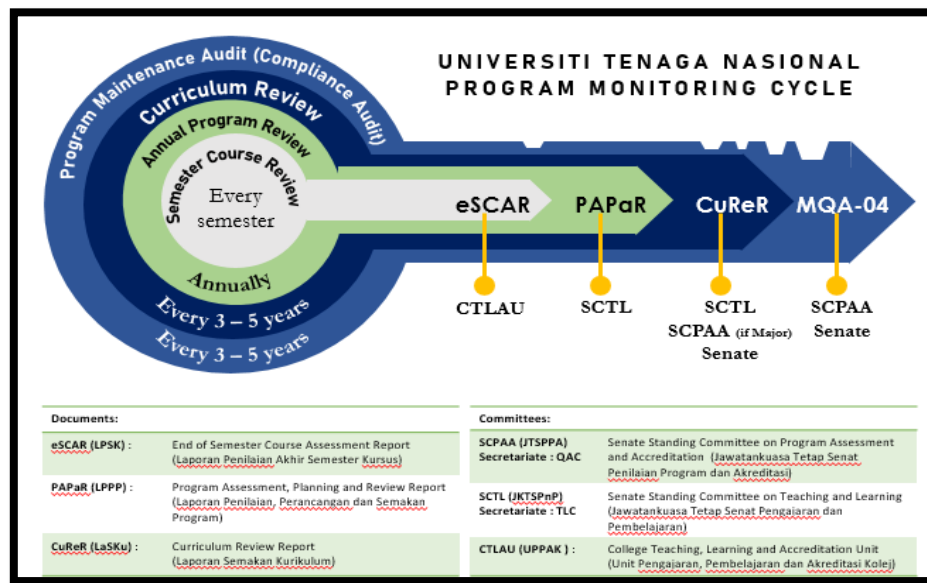 UNIVERSITI TENAGA NASIONAL
PROGRAM MONITORING CYCLE
Program Maintenance Audit (Compliance Audit)
Curriculum Review
Annual Program Review
Semester Course Review
Every
semester
Annually
Every 3 – 5 years
Every 3 – 5 years
eSCAR
PAPaR
CuReR
MQA-04
CTLAU
SCTL
SCTL
SCPAA (if Major)
Senate
SCPAA
Senate
Documents:
eSCAR (LPSK) :
End of Semester Course Assessment Report
(Laporan Penilaian Akhir Semester Kursus)
PAPaR (LPPP) :
Program Assessment, Planning and Review Report
(Laporan Penilaian, Perancangan dan Semakan
Program)
CuReR (LaSKu) :
Curriculum Review Report
(Laporan Semakan Kurikulum)
Committees:
SCPAA (JTSPPA)
Secretariate : QAC
Senate Standing Committee on Program Assessment
and Accreditation (Jawatankuasa Tetap Senat
Penilaian Program dan Akreditasi)
SCTL (JKTSPnP)
Secretariate : TLC
Senate Standing Committee on Teaching and Learning
(Jawatankuasa Tetap Senat Pengajaran dan
Pembelajaran)
CTLAU (UPPAK ) :
College Teaching, Learning and Accreditation Unit
(Unit Pengajaran, Pembelajaran dan Akreditasi Kolej)